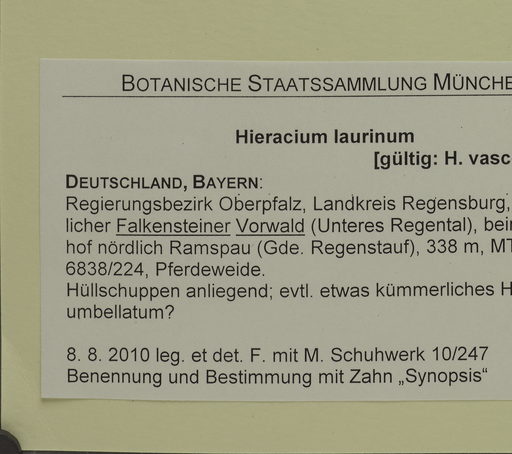 BOTANISCHE STAATSSAMMLUNG MÜNCHE
Hieracium laurinum
[gültig: H. vasc
DEUTSCHLAND, BAYERN:
Regierungsbezirk Oberpfalz, Landkreis Regensburg,
licher Falkensteiner Vorwald (Unteres Regental), bei
hof nördlich Ramspau (Gde. Regenstauf), 338 m, MT
6838/224, Pferdeweide.
Hüllschuppen anliegend; evtl. etwas kümmerliches H
umbellatum?
8. 8. 2010 leg. et det. F. mit M. Schuhwerk 10/247
Benennung und Bestimmung mit Zahn „Synopsis“